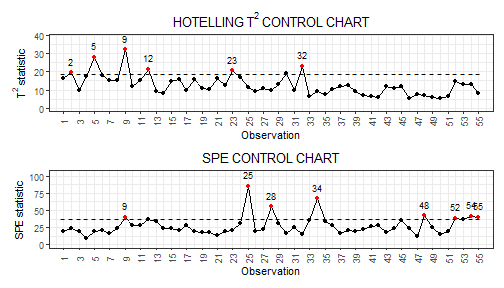 HOTELLING T² CONTROL CHART
40
30
20
10
0
T² statistic
2 5 9 12 23 32
1 3 5 7 9 11 13 15 17 19 21 23 25 27 29 31 33 35 37 39 41 43 45 47 49 51 53 55
Observation
SPE CONTROL CHART
100
75
50
25
0
SPE statistic
9 25 28 34 48 52 54 55
1 3 5 7 9 11 13 15 17 19 21 23 25 27 29 31 33 35 37 39 41 43 45 47 49 51 53 55
Observation